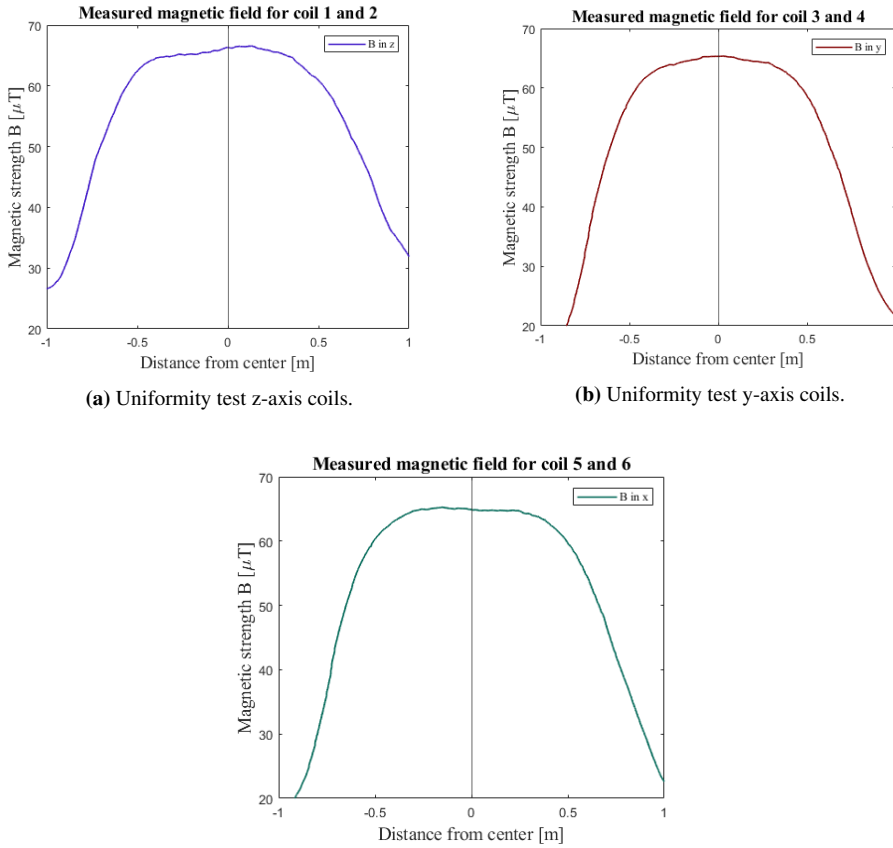 Measured magnetic field for coil 1 and 2
B in z
Magnetic strength B [μT]
70
60
50
40
30
20
-1
-0.5
0
0.5
1
Distance from center [m]
(a) Uniformity test z-axis coils.
Measured magnetic field for coil 3 and 4
B in y
Magnetic strength B [μT]
70
60
50
40
30
20
-1
-0.5
0
0.5
Distance from center [m]
(b) Uniformity test y-axis coils.
Measured magnetic field for coil 5 and 6
B in x
Magnetic strength B [μT]
70
60
50
40
30
20
-1
-0.5
0
0.5
1
Distance from center [m]